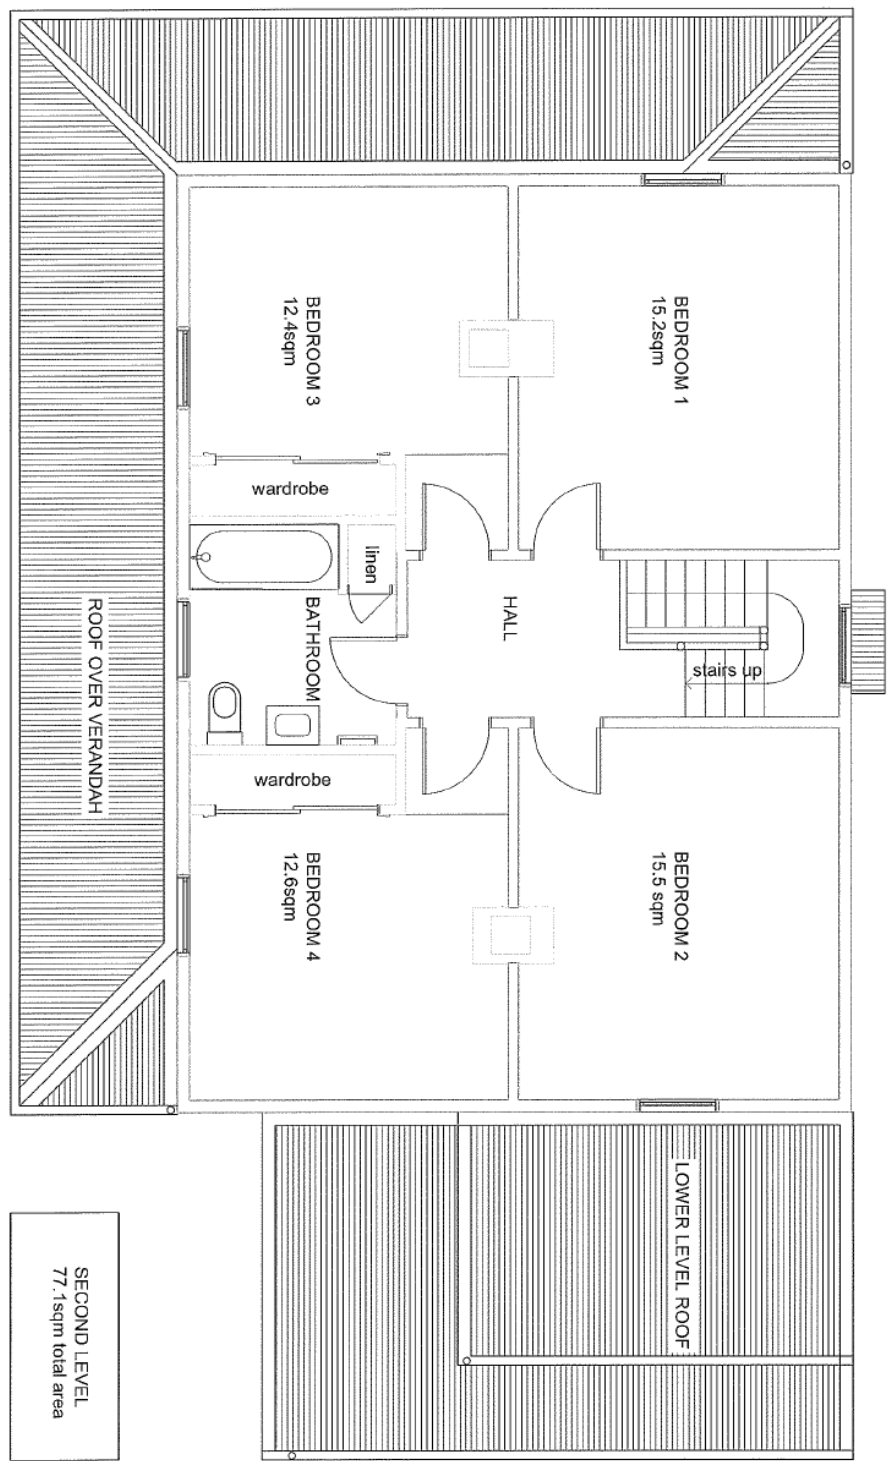 BEDROOM 1
15.2sqm
BEDROOM 3
12.4sqm
wardrobe
linen
HALL
BATHROOM
stairs up
ROOF OVER VERANDAH
wardrobe
BEDROOM 2
15.5 sqm
BEDROOM 4
12.6sqm
LOWER LEVEL ROOF
SECOND LEVEL
77.1sqm total area